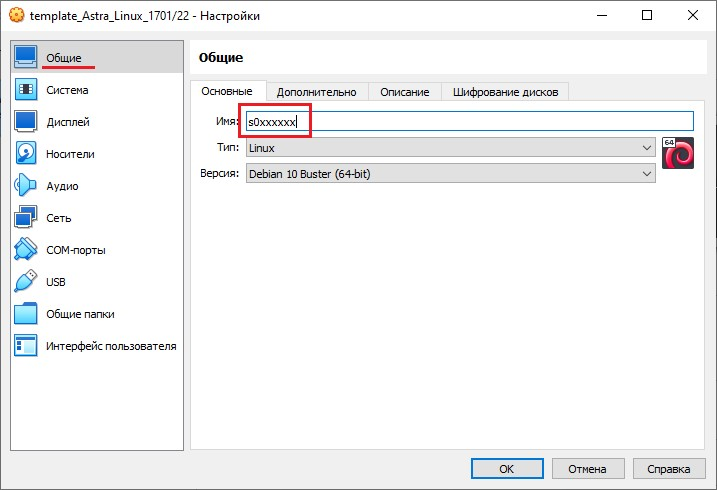 template_Astra_Linux_1701/22 - Настройки
Общие
Система
Дисплей
Носители
Аудио
Сеть
COM-порты
USB
Общие папки
Интерфейс пользователя
Общие
Основные Дополнительно Описание Шифрование дисков
Имя: s0xxxxxx
Тип: Linux
64
Версия: Debian 10 Buster (64-bit)
OK Отмена Справка